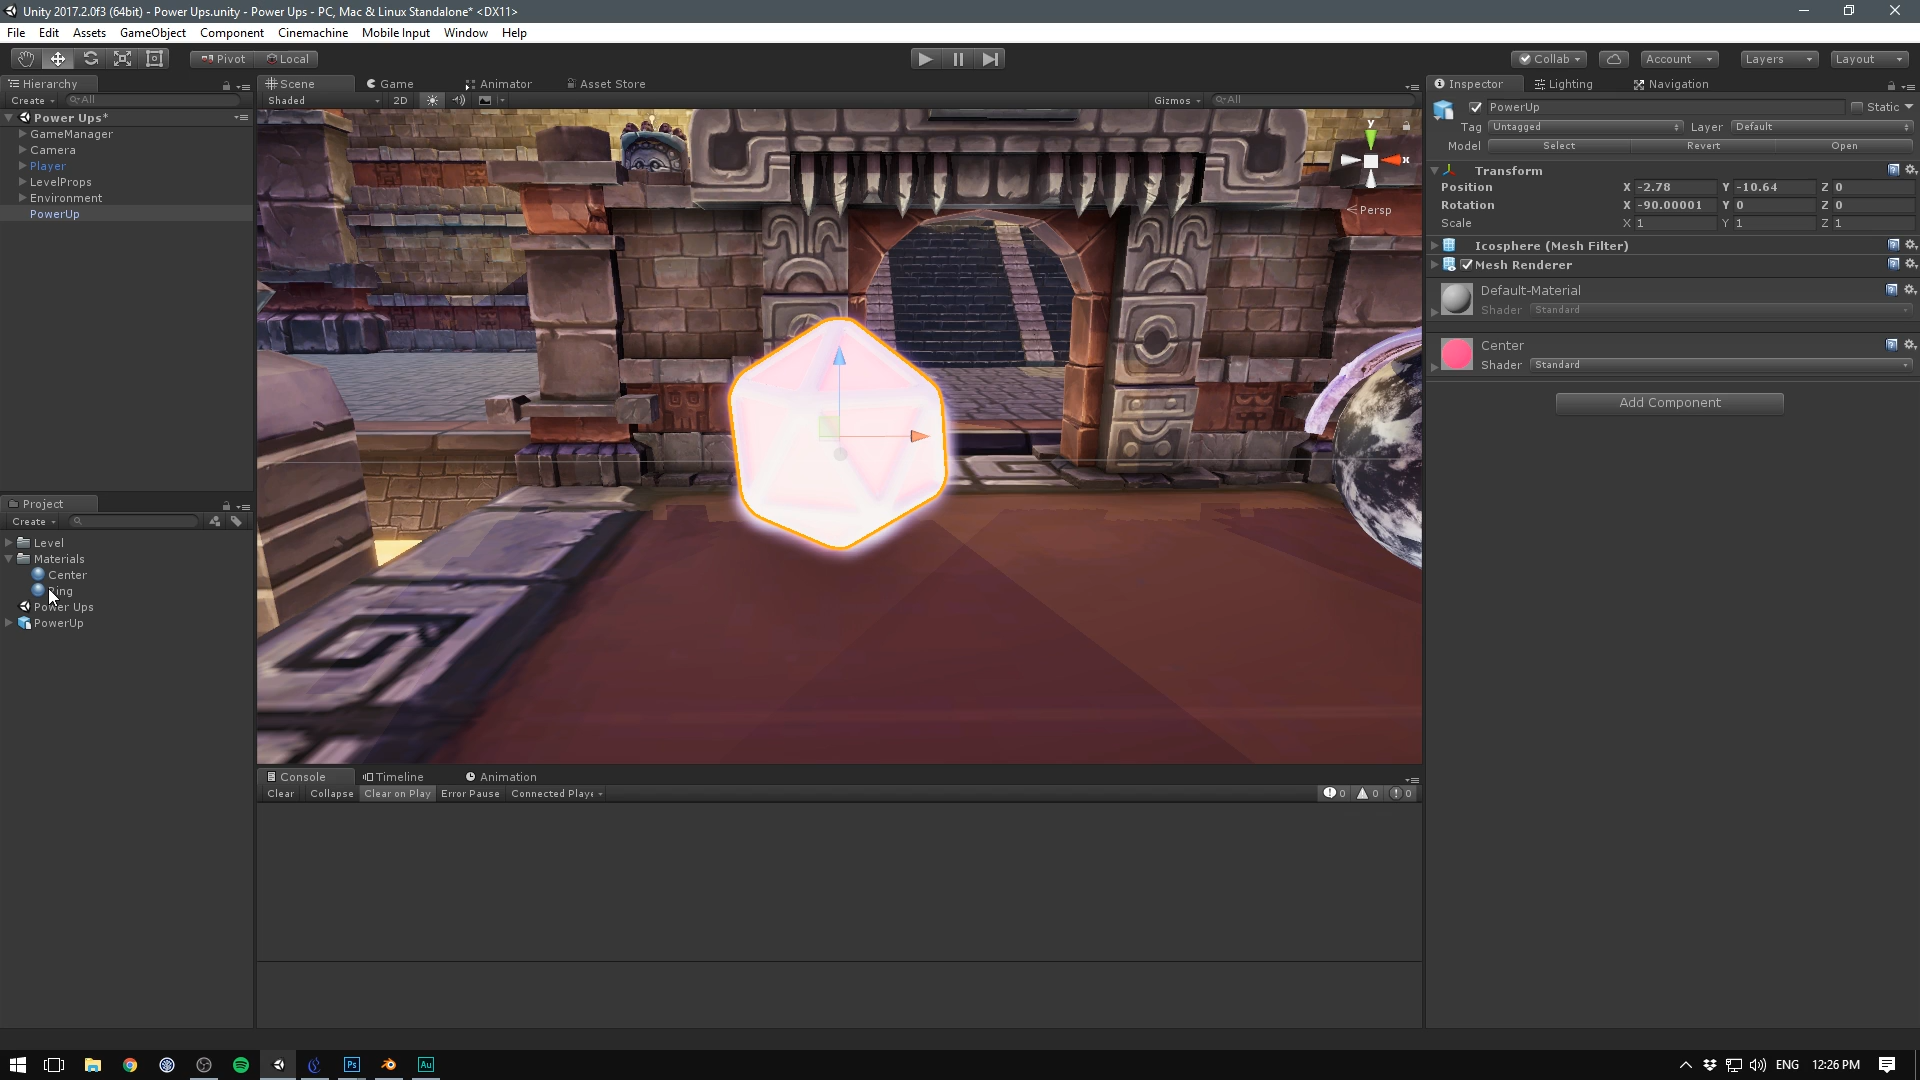 Unity 2017.2.0f3 (64bit) - Power Ups.unity - Power Ups - PC, Mac & Linux Standalone* <DX11>
File Edit Assets GameObject Component Cinemachine Mobile Input Window Help
Pivot Local Collab Account Layers Layout
Hierarchy
Create All
Power Ups*
GameManager
Camera
Player
LevelProps
Environment
PowerUp
Project
Create
Level
Materials
Center
Power Ups
PowerUp
Scene Game Animator Asset Store
Shaded 2D Gizmos All
y
x
Persp
Console Timeline Animation
Clear Collapse Clear on Play Error Pause Connected Playe 0 0 0
Inspector Lighting Navigation
PowerUp Static
Tag Untagged Layer Default
Model Select Revert Open
Transform
Position X -2.78 Y -10.64 Z 0
Rotation X -90.00001 Y 0 Z 0
Scale X 1 Y 1 Z 1
Icosphere (Mesh Filter)
Mesh Renderer
Default-Material
Shader Standard
Center
Shader Standard
Add Component
Ps Au ENG 12:26 PM